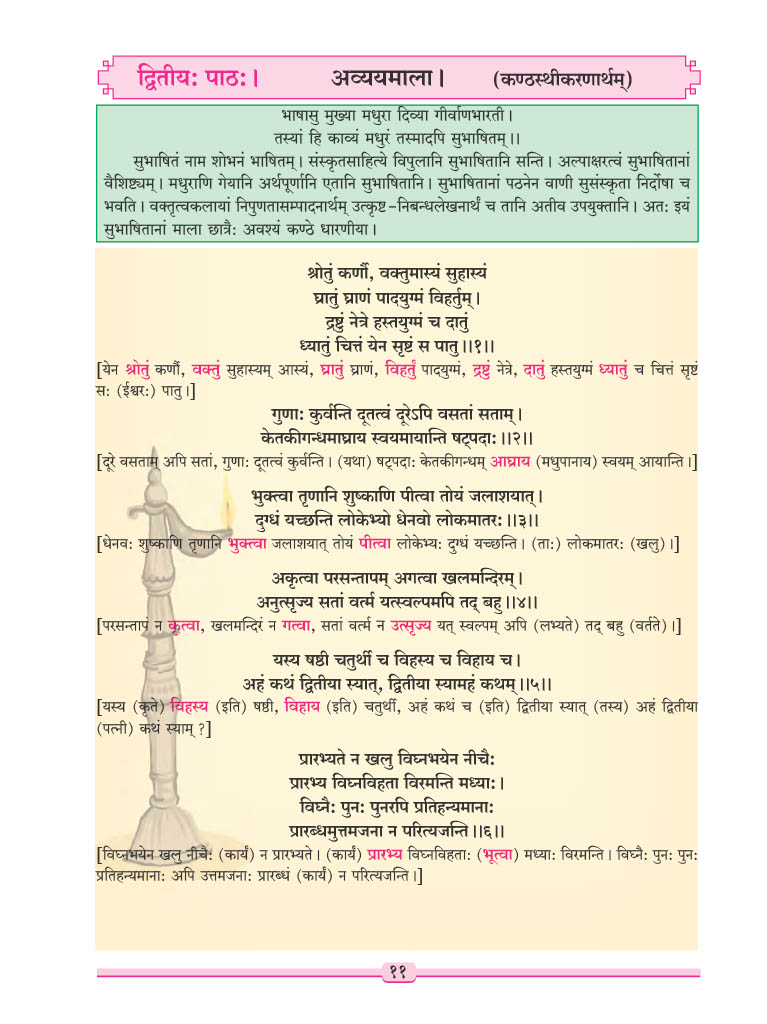 द्वितीयः पाठः। अव्ययमाला। (कण्ठस्थीकरणार्थम्)
भाषासु मुख्या मधुरा दिव्या गीर्वाणभारती।
तस्यां हि काव्यं मधुरं तस्मादपि सुभाषितम्।।
सुभाषितं नाम शोभनं भाषितम्। संस्कृतसाहित्ये विपुलानि सुभाषितानि सन्ति। अल्पाक्षरत्वं सुभाषितानां
वैशिष्ट्यम्। मधुराणि गेयानि अर्थपूर्णानि एतानि सुभाषितानि। सुभाषितानां पठनेन वाणी सुसंस्कृता निर्दोषा च
भवति। वक्तृत्वकलायां निपुणतासम्पादनार्थम् उत्कृष्ट-निबन्धलेखनार्थं च तानि अतीव उपयुक्तानि। अतः इयं
सुभाषितानां माला छात्रैः अवश्यं कण्ठे धारणीया।
श्रोतुं कर्णौ, वक्तुमास्यं सुहास्यं
घ्रातुं घ्राणं पादयुग्मं विहर्तुम्।
द्रष्टुं नेत्रे हस्तयुग्मं च दातुं
ध्यातुं चित्तं येन सृष्टं स पातु।।१।।
[येन श्रोतुं कर्णौ, वक्तुं सुहास्यम् आस्यं, घ्रातुं घ्राणं, विहर्तुं पादयुग्मं, द्रष्टुं नेत्रे, दातुं हस्तयुग्मं ध्यातुं च चित्तं सृष्टं
सः (ईश्वरः) पातु।]
गुणाः कुर्वन्ति दूतत्वं दूरेऽपि वसतां सताम्।
केतकीगन्धमाघ्राय स्वयमायान्ति षट्पदाः।।२।।
[दूरे वसताम् अपि सतां, गुणाः दूतत्वं कुर्वन्ति। (यथा) षट्पदाः केतकीगन्धम् आघ्राय (मधुपानाय) स्वयम् आयान्ति।]
भुक्त्वा तृणानि शुष्काणि पीत्वा तोयं जलाशयात्।
दुग्धं यच्छन्ति लोकेभ्यो धेनवो लोकमातरः।।३।।
[धेनवः शुष्काणि तृणानि भुक्त्वा जलाशयात् तोयं पीत्वा लोकेभ्यः दुग्धं यच्छन्ति। (ताः) लोकमातरः (खलु)।]
अकृत्वा परसन्तापम् अगत्वा खलमन्दिरम्।
अनुत्सृज्य सतां वर्त्म यत्स्वल्पमपि तद् बहु।।४।।
[परसन्तापं न कृत्वा, खलमन्दिरं न गत्वा, सतां वर्त्म न उत्सृज्य यत् स्वल्पम् अपि (लभ्यते) तद् बहु (वर्तते)।]
यस्य षष्ठी चतुर्थी च विहस्य च विहाय च।
अहं कथं द्वितीया स्यात्, द्वितीया स्यामहं कथम्।।५।।
[यस्य (कृते) विहस्य (इति) षष्ठी, विहाय (इति) चतुर्थी, अहं कथं च (इति) द्वितीया स्यात् (तस्य) अहं द्वितीया
(पत्नी) कथं स्याम् ?]
प्रारभ्यते न खलु विघ्नभयेन नीचैः
प्रारभ्य विघ्नविहता विरमन्ति मध्याः।
विघ्नैः पुनः पुनरपि प्रतिहन्यमानाः
प्रारब्धमुत्तमजना न परित्यजन्ति।।६।।
[विघ्नभयेन खलु नीचैः (कार्यं) न प्रारभ्यते। (कार्यं) प्रारभ्य विघ्नविहताः (भूत्वा) मध्याः विरमन्ति। विघ्नैः पुनः पुनः
प्रतिहन्यमानाः अपि उत्तमजनाः प्रारब्धं (कार्यं) न परित्यजन्ति।]
११